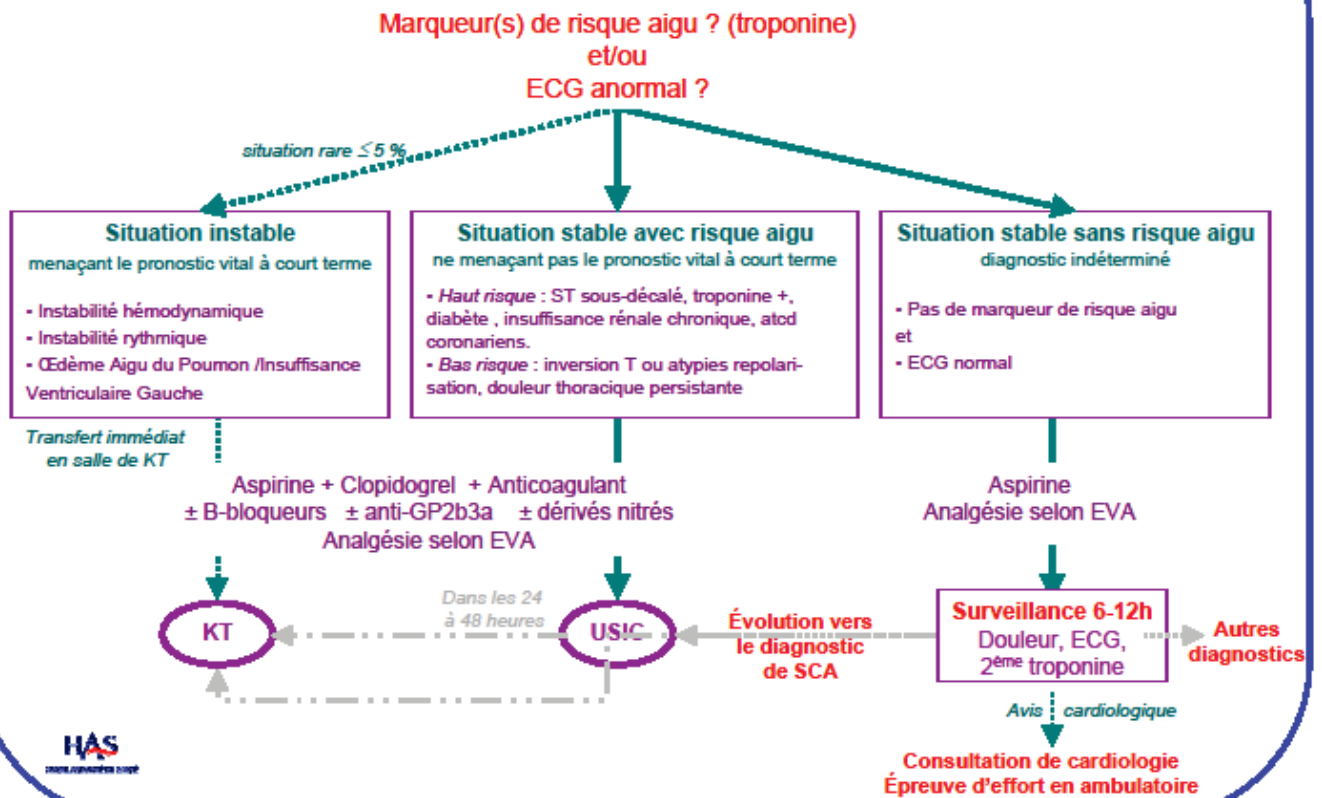 Marqueur(s) de risque aigu ? (troponine)
et/ou
ECG anormal ?
situation rare ≤ 5 %
Situation instable
menaçant le pronostic vital à court terme
- Instabilité hémodynamique
- Instabilité rythmique
- Œdème Aigu du Poumon /Insuffisance
Ventriculaire Gauche
Situation stable avec risque aigu
ne menaçant pas le pronostic vital à court terme
- Haut risque : ST sous-décalé, troponine +,
diabète , insuffisance rénale chronique, atcd
coronariens.
- Bas risque : inversion T ou atypies repolari-
sation, douleur thoracique persistante
Situation stable sans risque aigu
diagnostic indéterminé
- Pas de marqueur de risque aigu
et
- ECG normal
Transfert immédiat
en salle de KT
Aspirine + Clopidogrel + Anticoagulant
± B-bloqueurs ± anti-GP2b3a ± dérivés nitrés
Analgésie selon EVA
Aspirine
Analgésie selon EVA
KT
Dans les 24
à 48 heures
USIC
Évolution vers
le diagnostic
de SCA
Surveillance 6-12h
Douleur, ECG,
2ème troponine
Autres
diagnostics
Avis cardiologique
Consultation de cardiologie
Épreuve d'effort en ambulatoire
HAS